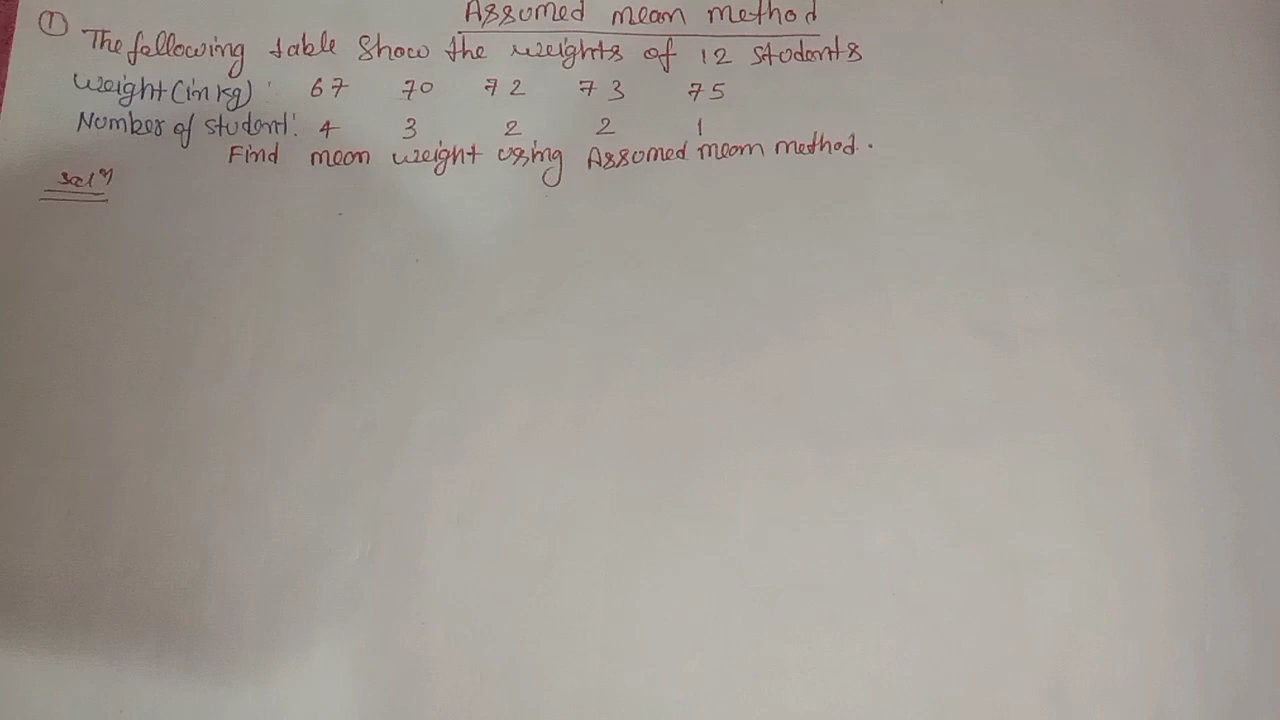 Assumed mean method
① The following table show the weights of 12 students
Weight (in kg) : 67 70 72 73 75
Number of student: 4 3 2 2 1
Find mean weight using Assumed mean method.
Solⁿ